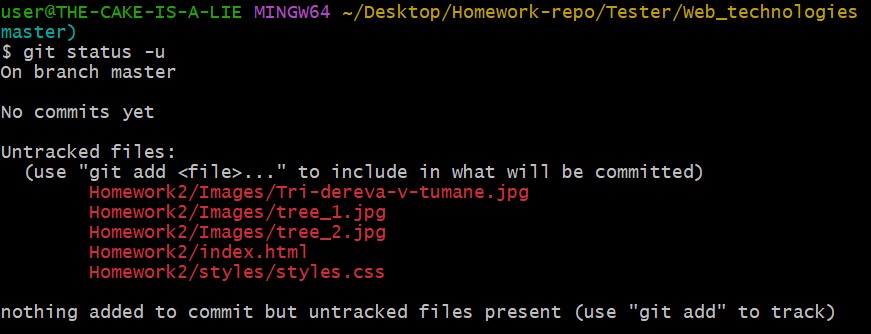 user@THE-CAKE-IS-A-LIE MINGW64 ~/Desktop/Homework-repo/Tester/Web_technologies
master)
$ git status -u
On branch master
No commits yet
Untracked files:
(use "git add <file>..." to include in what will be committed)
Homework2/Images/Tri-dereva-v-tumane.jpg
Homework2/Images/tree_1.jpg
Homework2/Images/tree_2.jpg
Homework2/index.html
Homework2/styles/styles.css
nothing added to commit but untracked files present (use "git add" to track)